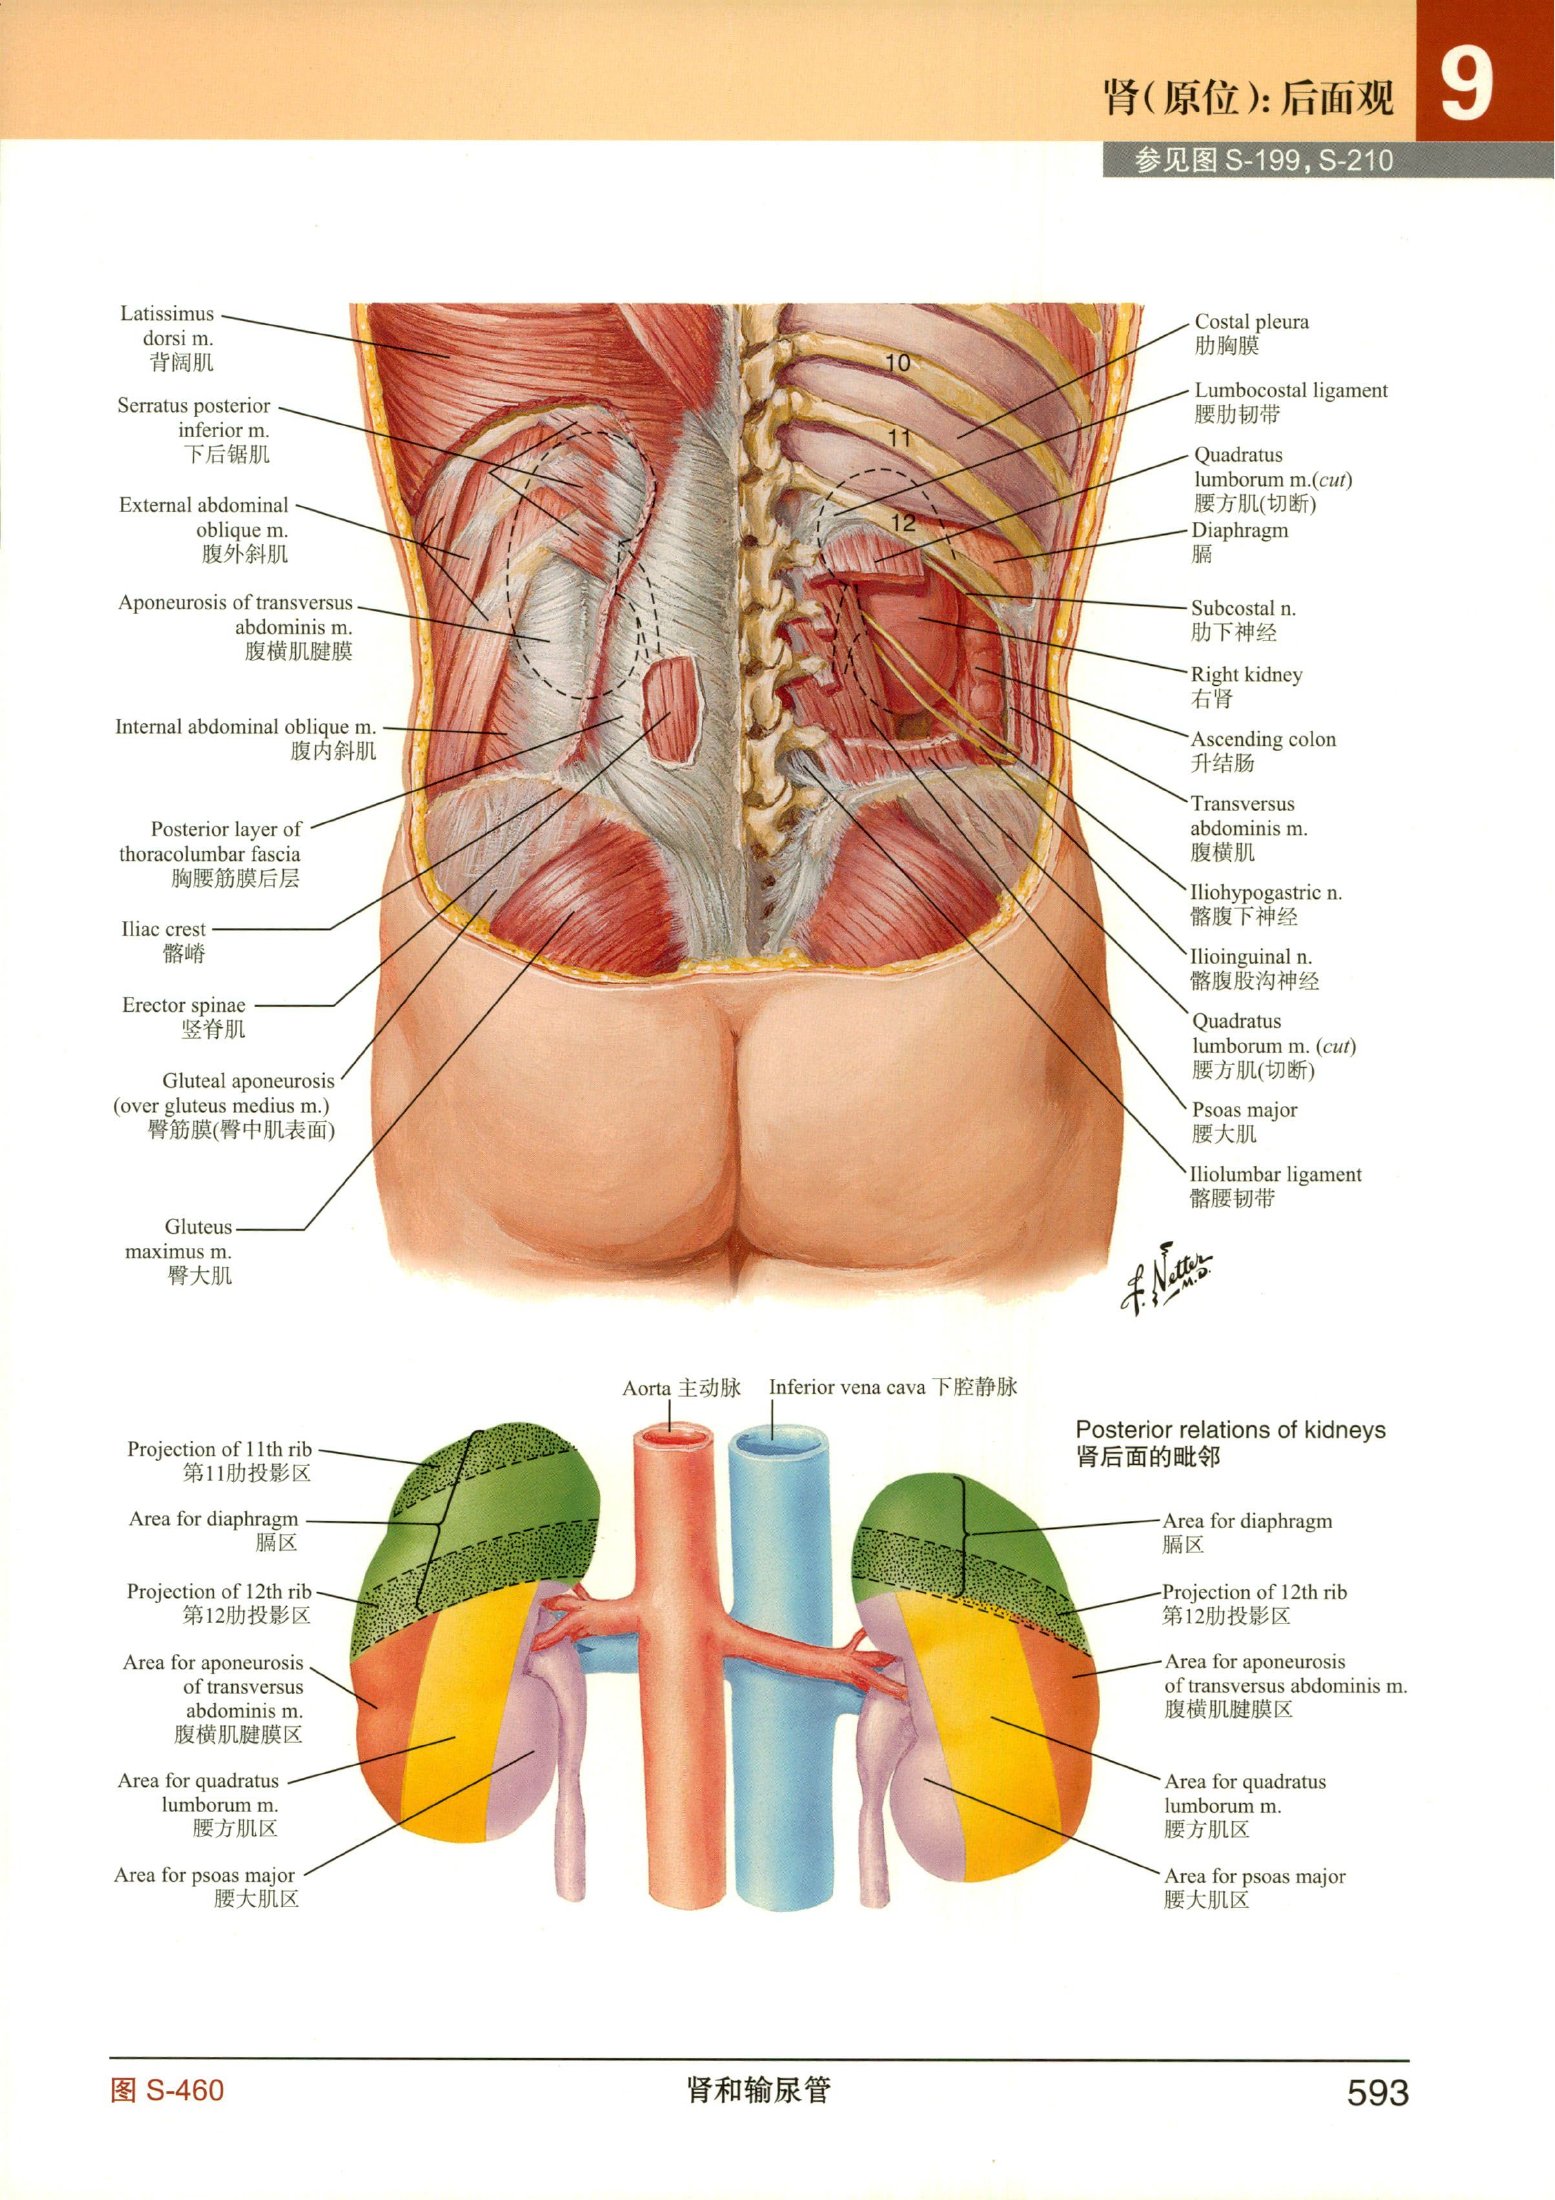 肾(原位):后面观
9
参见图 S-199, S-210
Latissimus
dorsi m.
背阔肌
Serratus posterior
inferior m.
下后锯肌
External abdominal
oblique m.
腹外斜肌
Aponeurosis of transversus
abdominis m.
腹横肌腱膜
Internal abdominal oblique m.
腹内斜肌
Posterior layer of
thoracolumbar fascia
胸腰筋膜后层
Iliac crest
髂嵴
Erector spinae
竖脊肌
Gluteal aponeurosis
(over gluteus medius m.)
臀筋膜(臀中肌表面)
Gluteus
maximus m.
臀大肌
10
11
12
Costal pleura
肋胸膜
Lumbocostal ligament
腰肋韧带
Quadratus
lumborum m.(cut)
腰方肌(切断)
Diaphragm
膈
Subcostal n.
肋下神经
Right kidney
右肾
Ascending colon
升结肠
Transversus
abdominis m.
腹横肌
Iliohypogastric n.
髂腹下神经
Ilioinguinal n.
髂腹股沟神经
Quadratus
lumborum m. (cut)
腰方肌(切断)
Psoas major
腰大肌
Iliolumbar ligament
髂腰韧带
F. Netter
M.D.
Aorta 主动脉
Inferior vena cava 下腔静脉
Posterior relations of kidneys
肾后面的毗邻
Projection of 11th rib
第11肋投影区
Area for diaphragm
膈区
Projection of 12th rib
第12肋投影区
Area for aponeurosis
of transversus
abdominis m.
腹横肌腱膜区
Area for quadratus
lumborum m.
腰方肌区
Area for psoas major
腰大肌区
Area for diaphragm
膈区
Projection of 12th rib
第12肋投影区
Area for aponeurosis
of transversus abdominis m.
腹横肌腱膜区
Area for quadratus
lumborum m.
腰方肌区
Area for psoas major
腰大肌区
图 S-460
肾和输尿管
593